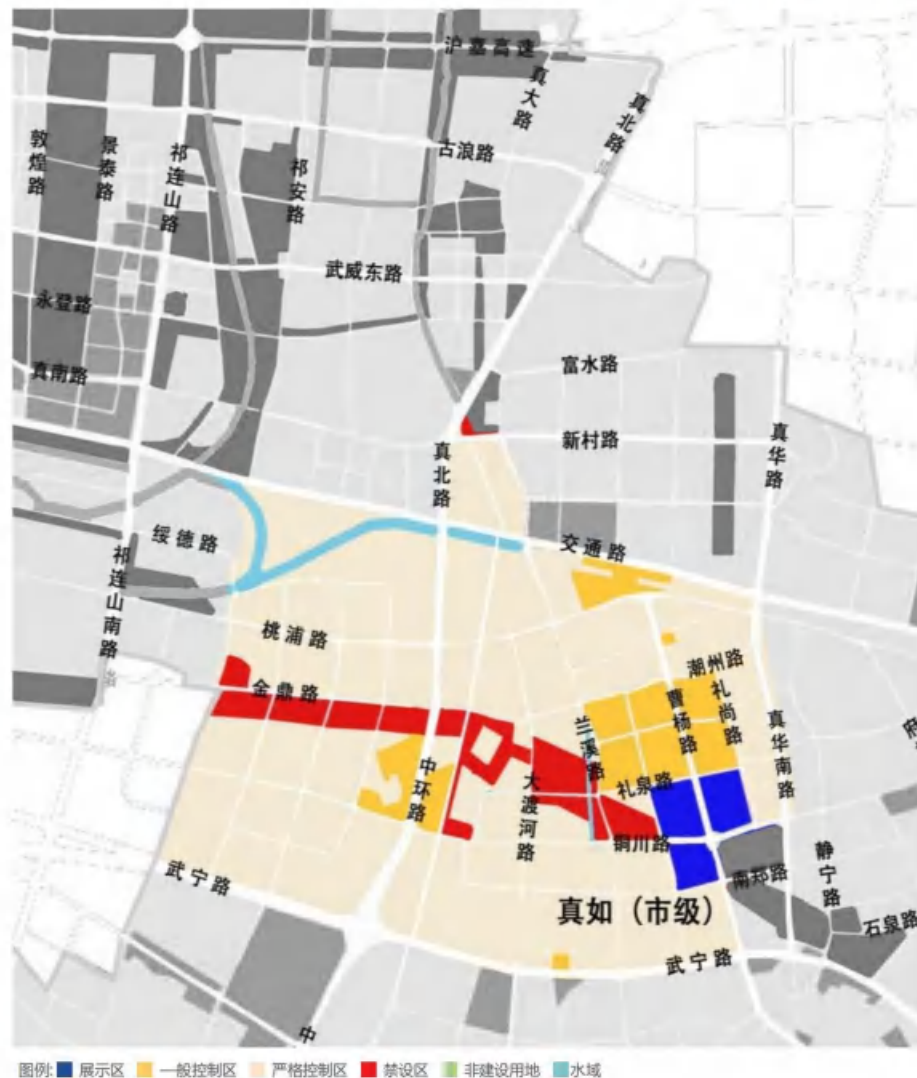 沪嘉高速
真大路
真北路
古浪路
敦煌路
景泰路
祁连山路
祁安路
武威东路
永登路
真南路
富水路
新村路
真北路
真华路
绥德路
交通路
祁连山南路
桃浦路
潮州路
金鼎路
曹杨路
礼尚路
兰溪路
真华南路
中环路
大渡河路
礼泉路
铜川路
静宁路
南郑路
武宁路
石泉路
真如（市级）
武宁路
中
图例: 展示区 一般控制区 严格控制区 禁设区 非建设用地 水域